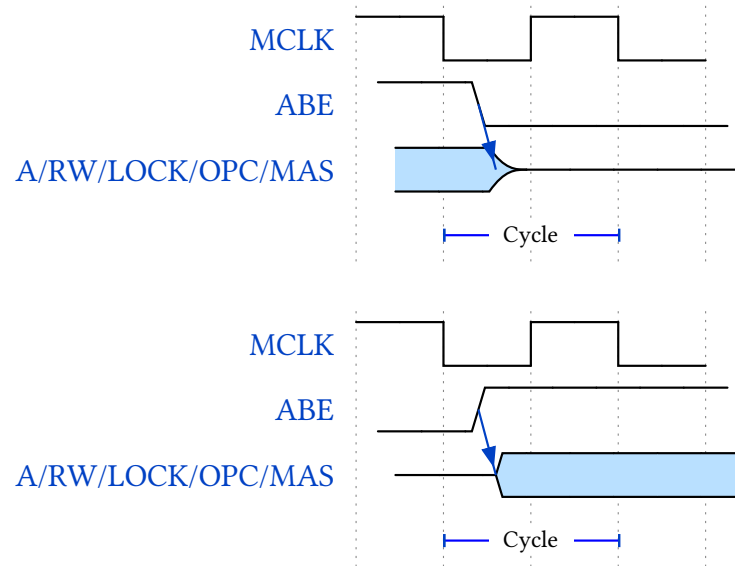 MCLK
ABE
A/RW/LOCK/OPC/MAS
Cycle
MCLK
ABE
A/RW/LOCK/OPC/MAS
Cycle